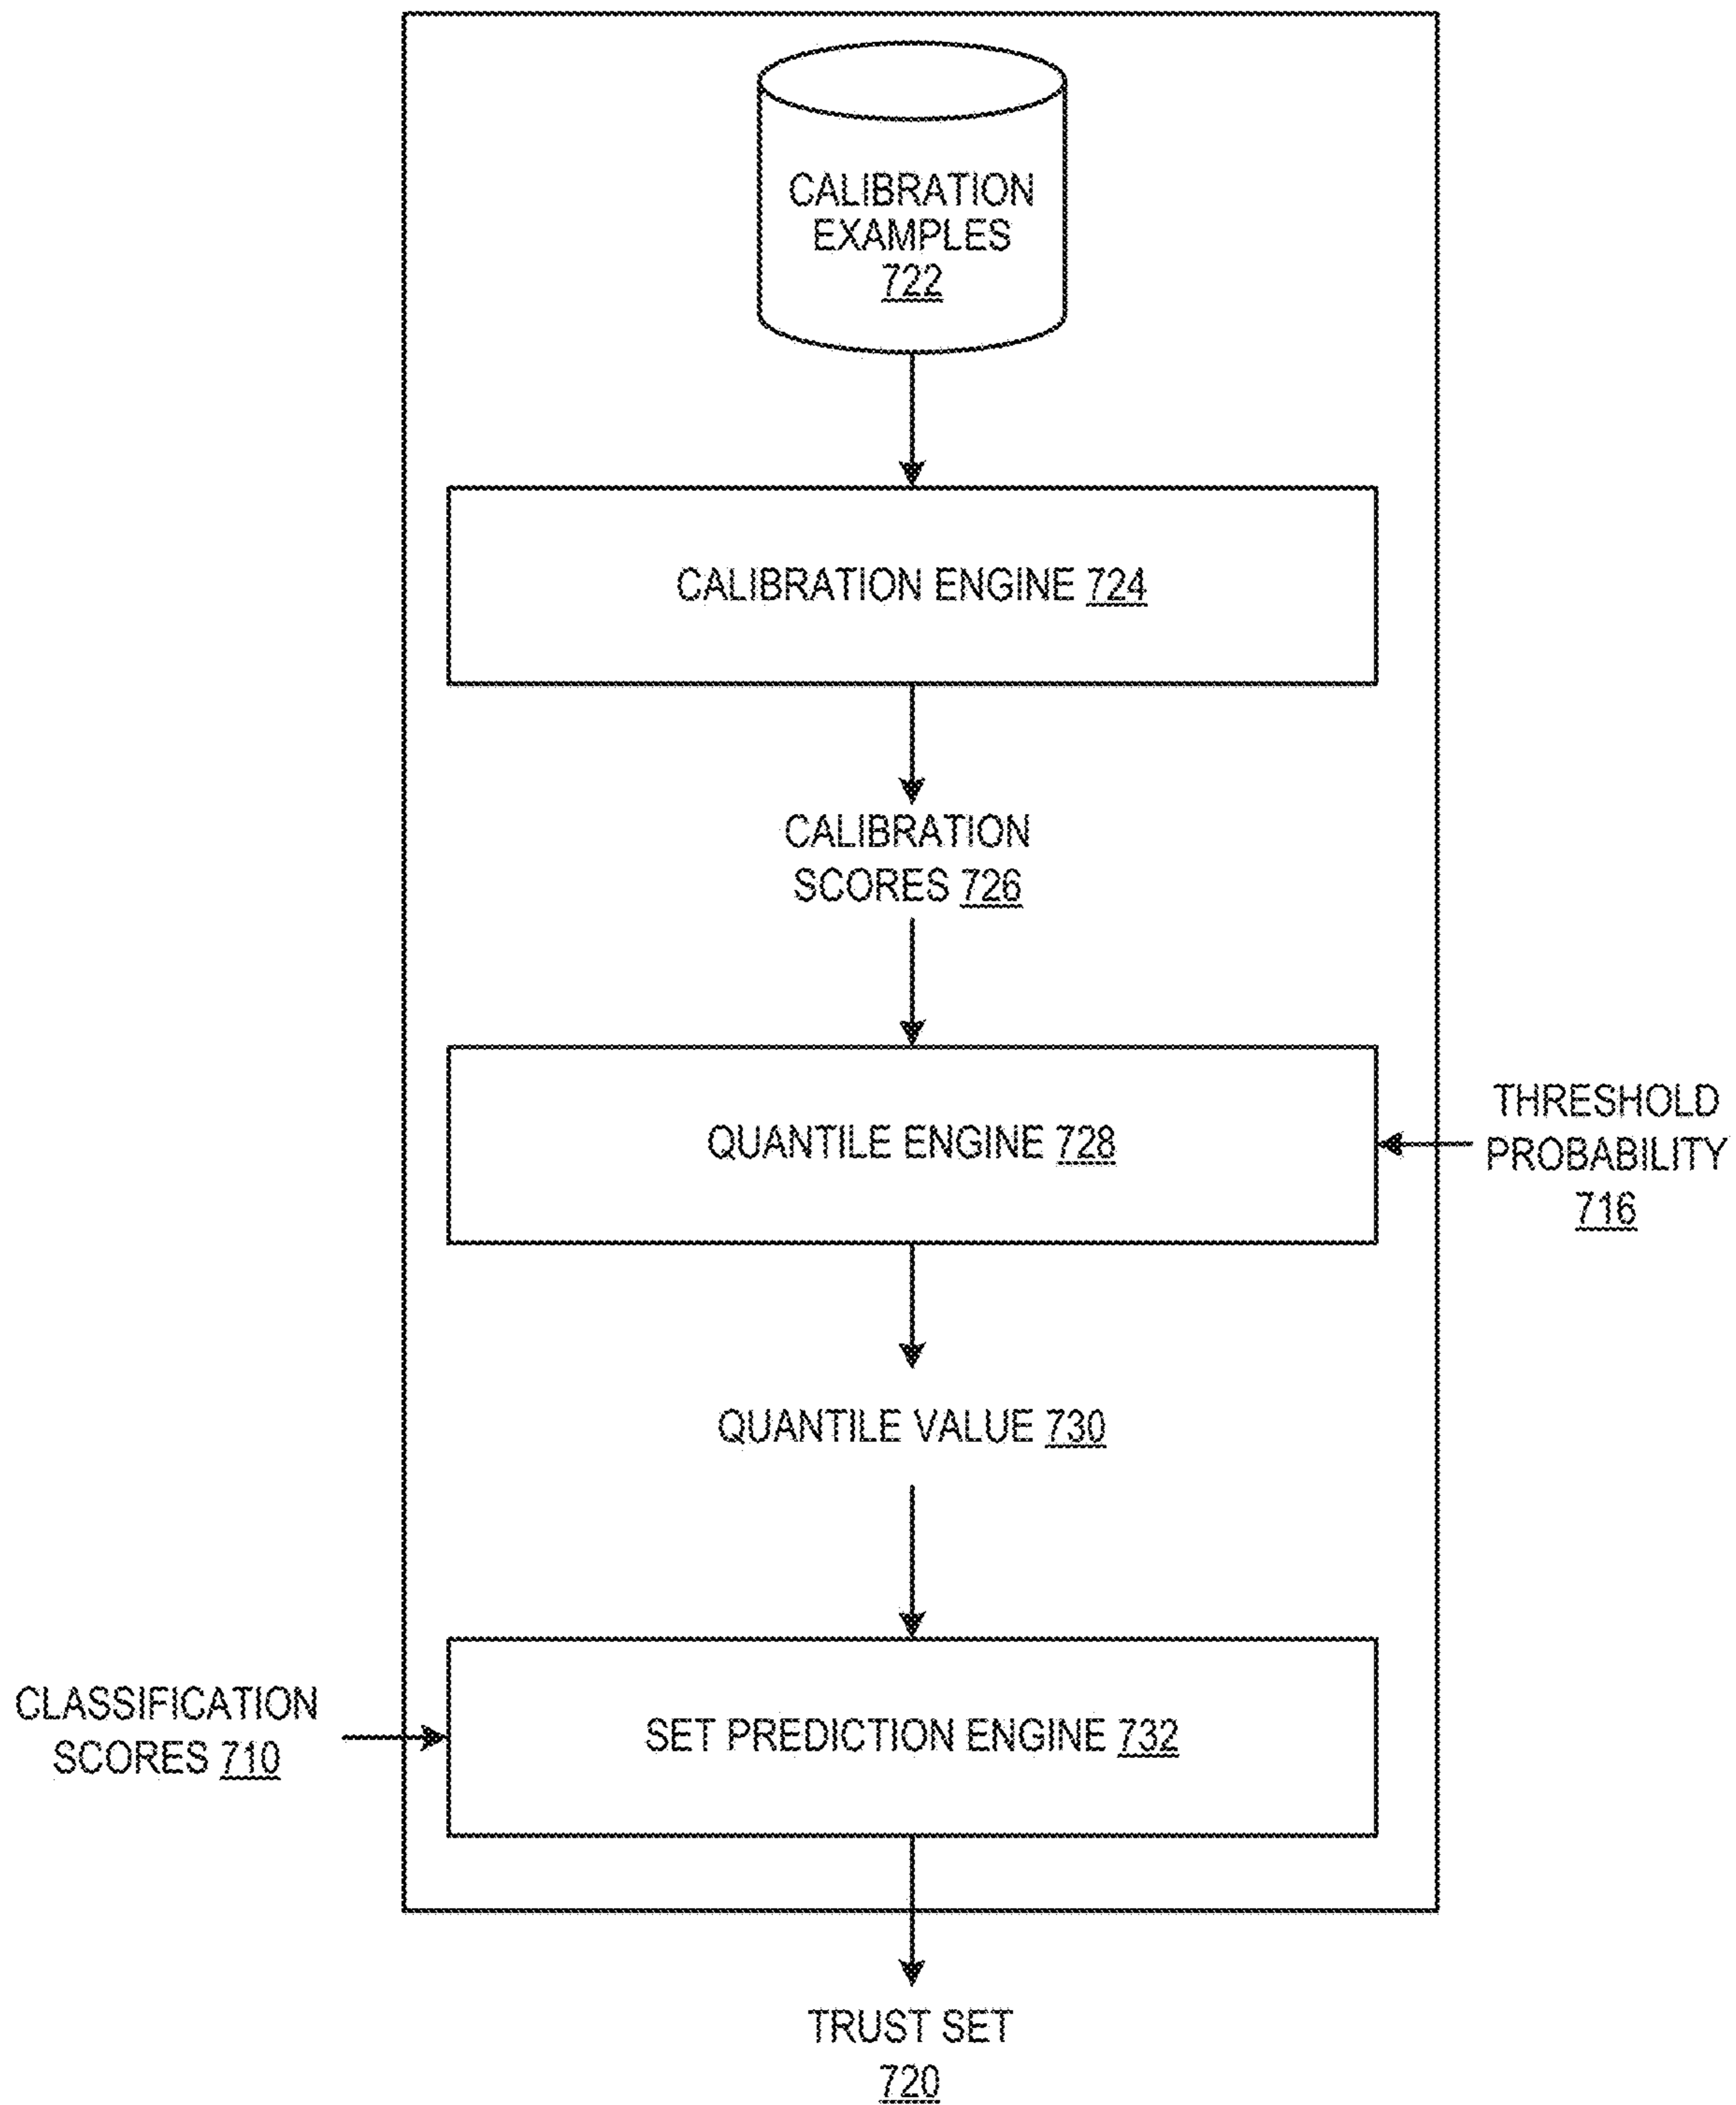 CALIBRATION
EXAMPLES
722
CALIBRATION ENGINE 724
CALIBRATION
SCORES 726
QUANTILE ENGINE 728
THRESHOLD
PROBABILITY
716
QUANTILE VALUE 730
CLASSIFICATION
SCORES 710
SET PREDICTION ENGINE 732
TRUST SET
720